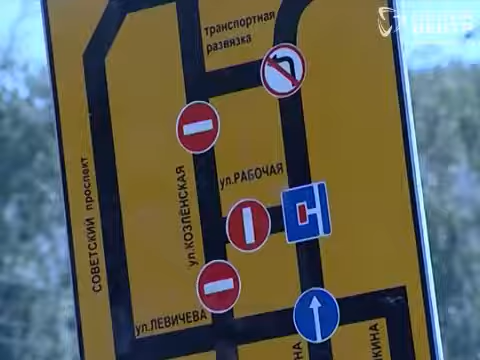 транспортная
развязка
СОВЕТСКИЙ проспект
ул.КОЗЛЁНСКАЯ
ул.РАБОЧАЯ
ул.ЛЕВИЧЕВА